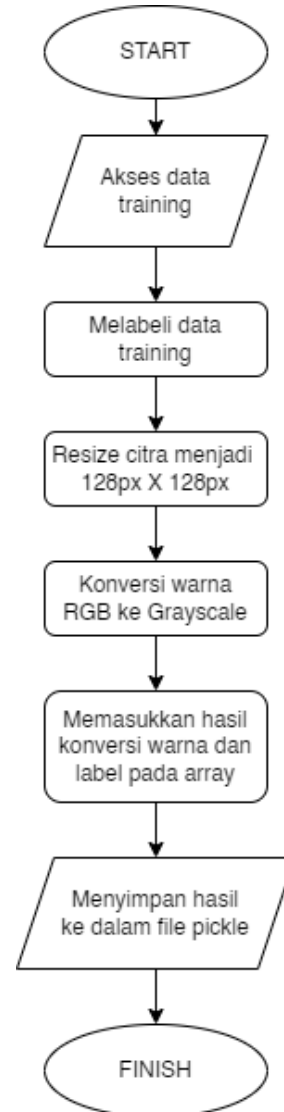 START
Akses data
training
Melabeli data
training
Resize citra menjadi
128px X 128px
Konversi warna
RGB ke Grayscale
Memasukkan hasil
konversi warna dan
label pada array
Menyimpan hasil
ke dalam file pickle
FINISH